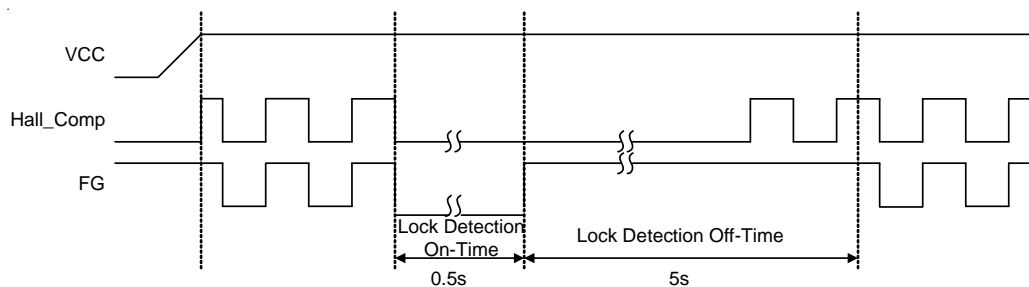 VCC
Hall_Comp
FG
Lock Detection
On-Time
Lock Detection Off-Time
0.5s
5s